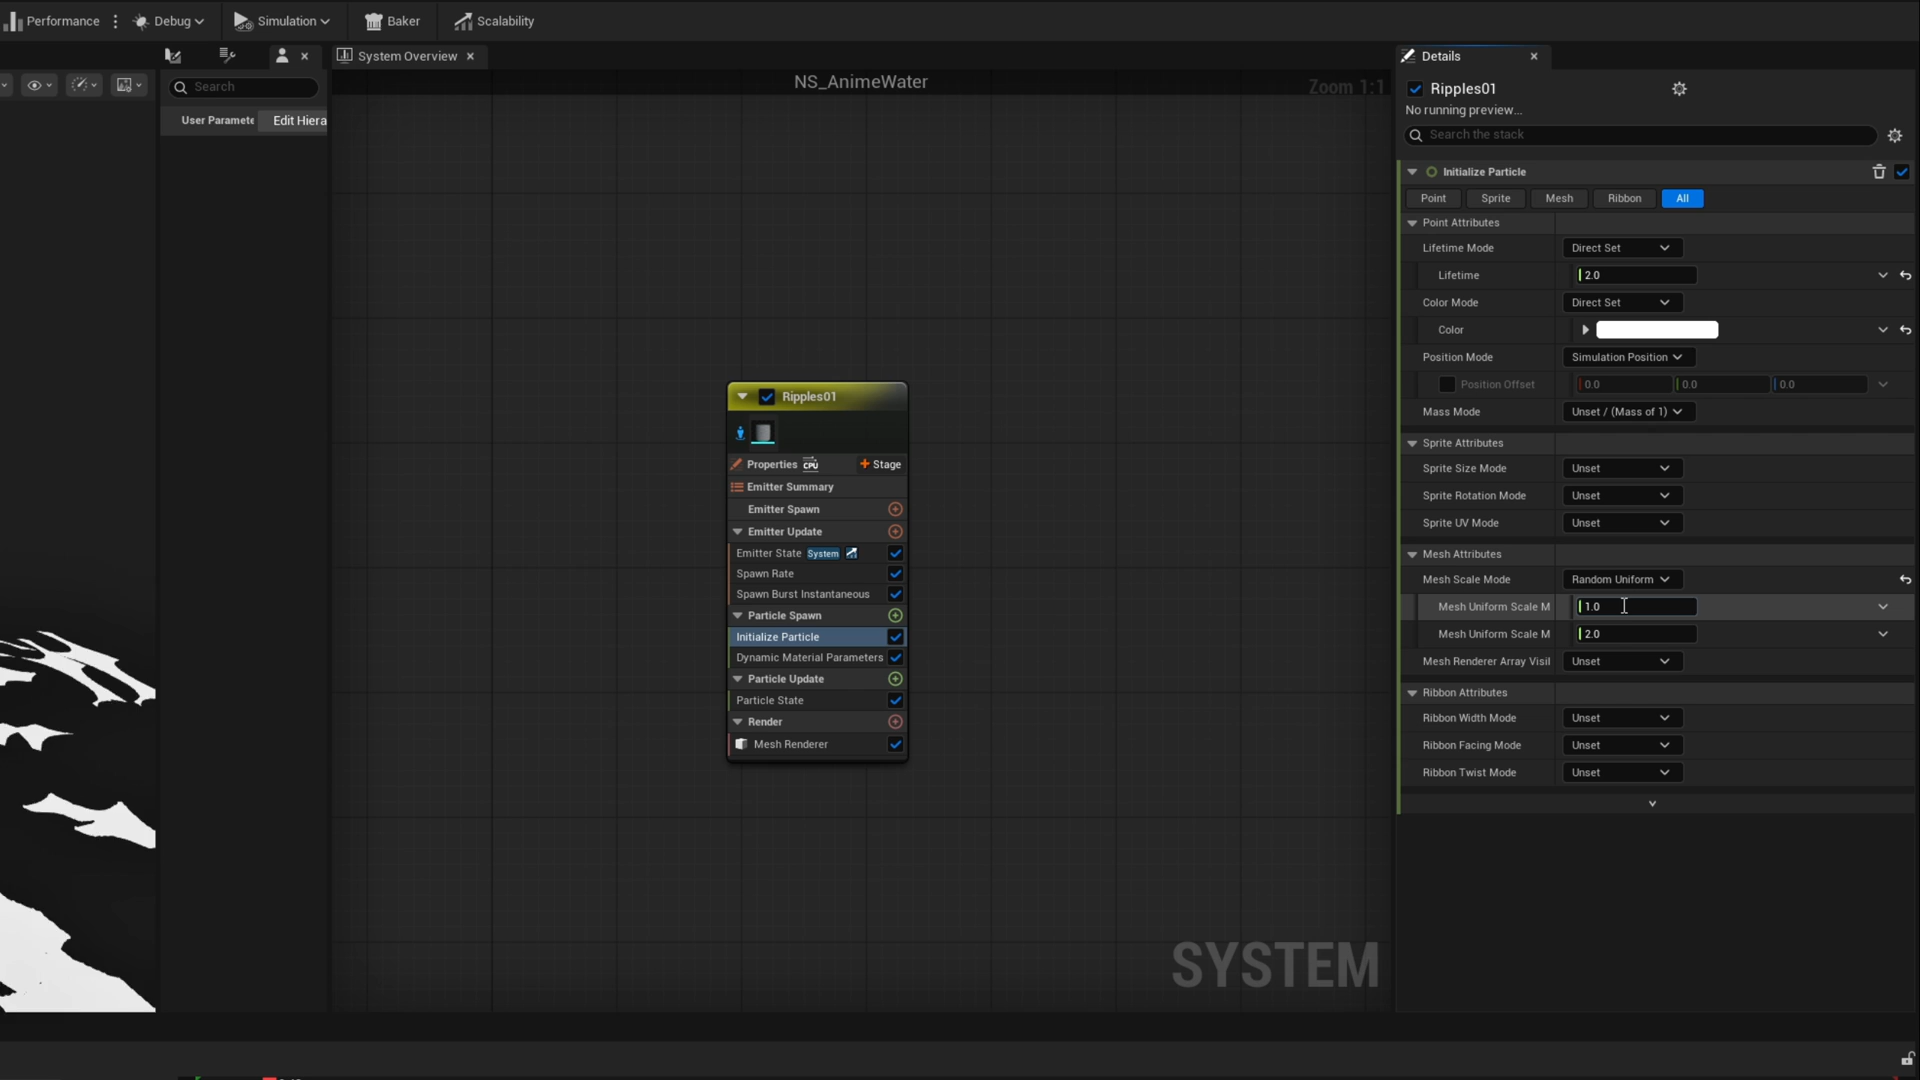 Performance
Debug
Simulation
Baker
Scalability
System Overview
Search
User Paramete
Edit Hiera
NS_AnimeWater
Zoom 1:1
Ripples01
Properties
CPU
Stage
Emitter Summary
Emitter Spawn
Emitter Update
Emitter State System
Spawn Rate
Spawn Burst Instantaneous
Particle Spawn
Initialize Particle
Dynamic Material Parameters
Particle Update
Particle State
Render
Mesh Renderer
SYSTEM
Details
Ripples01
No running preview...
Search the stack
Initialize Particle
Point Sprite Mesh Ribbon All
Point Attributes
Lifetime Mode Direct Set
Lifetime 2.0
Color Mode Direct Set
Color
Position Mode Simulation Position
Position Offset 0.0 0.0 0.0
Mass Mode Unset / (Mass of 1)
Sprite Attributes
Sprite Size Mode Unset
Sprite Rotation Mode Unset
Sprite UV Mode Unset
Mesh Attributes
Mesh Scale Mode Random Uniform
Mesh Uniform Scale M 1.0
Mesh Uniform Scale M 2.0
Mesh Renderer Array Visil Unset
Ribbon Attributes
Ribbon Width Mode Unset
Ribbon Facing Mode Unset
Ribbon Twist Mode Unset